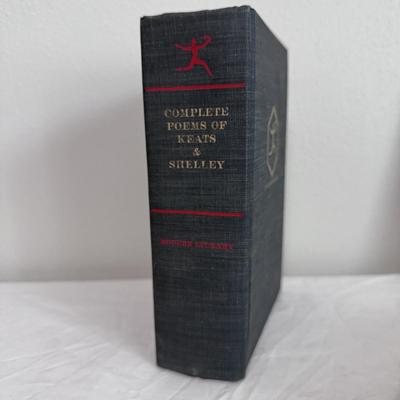 COMPLETE
POEMS OF
KEATS
&
SHELLEY
MODERN LIBRARY